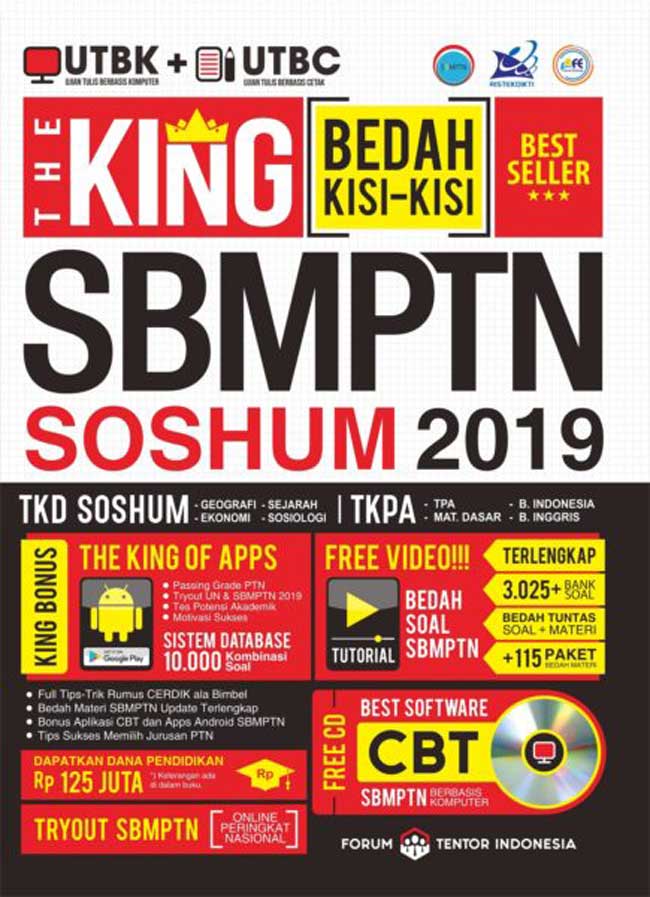 UTBK + UTBC
UJIAN TULIS BERBASIS KOMPUTER UJIAN TULIS BERBASIS CETAK
RISTEKDIKTI
THE KING
BEDAH
KISI-KISI
BEST
SELLER
SBMPTN
SOSHUM 2019
TKD SOSHUM - GEOGRAFI - SEJARAH
- EKONOMI - SOSIOLOGI
TKPA - TPA - B. INDONESIA
- MAT. DASAR - B. INGGRIS
KING BONUS
THE KING OF APPS
• Passing Grade PTN
• Tryout UN & SBMPTN 2019
• Tes Potensi Akademik
• Motivasi Sukses
Google Play
SISTEM DATABASE
10.000 Kombinasi Soal
FREE VIDEO!!!
TUTORIAL
BEDAH
SOAL
SBMPTN
TERLENGKAP
3.025+ BANK SOAL
BEDAH TUNTAS
SOAL + MATERI
+115 PAKET
BEDAH MATERI
• Full Tips-Trik Rumus CERDIK ala Bimbel
• Bedah Materi SBMPTN Update Terlengkap
• Bonus Aplikasi CBT dan Apps Android SBMPTN
• Tips Sukses Memilih Jurusan PTN
DAPATKAN DANA PENDIDIKAN
Rp 125 JUTA *) Keterangan ada di dalam buku.
Rp
TRYOUT SBMPTN
ONLINE
PERINGKAT
NASIONAL
FREE CD
BEST SOFTWARE
CBT
SBMPTN BERBASIS KOMPUTER
FORUM TENTOR INDONESIA